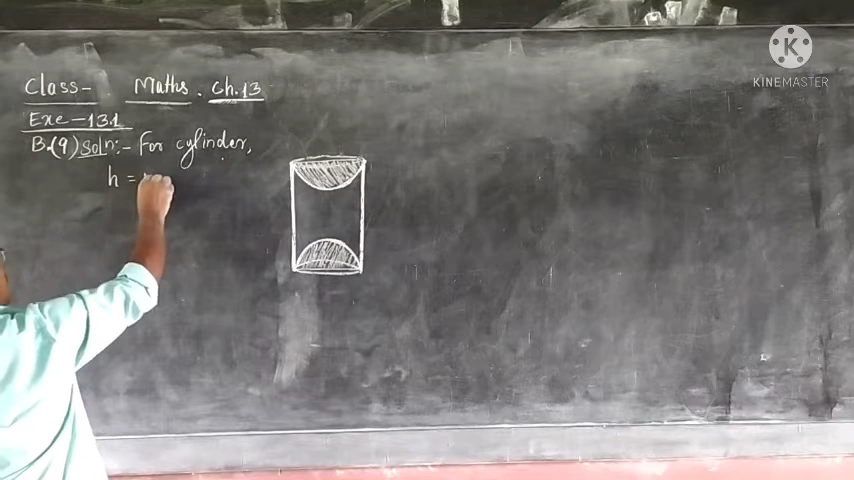 Class- Maths. Ch.13
Exe-13.1
B.(9) Soln:- For cylinder,
h =
K
KINEMASTER